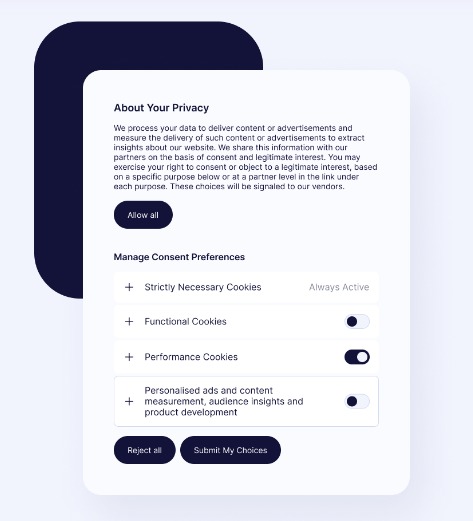 About Your Privacy
We process your data to deliver content or advertisements and
measure the delivery of such content or advertisements to extract
insights about our website. We share this information with our
partners on the basis of consent and legitimate interest. You may
exercise your right to consent or object to a legitimate interest, based
on a specific purpose below or at a partner level in the link under
each purpose. These choices will be signaled to our vendors.
Allow all
Manage Consent Preferences
Strictly Necessary Cookies Always Active
Functional Cookies
Performance Cookies
Personalised ads and content
measurement, audience insights and
product development
Reject all Submit My Choices